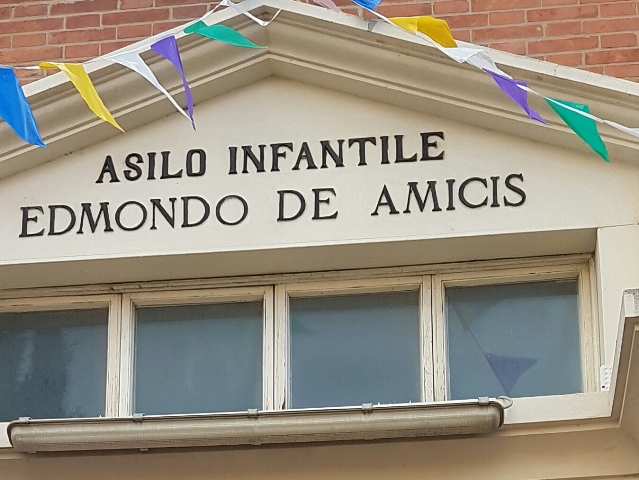 ASILO INFANTILE
EDMONDO DE AMICIS